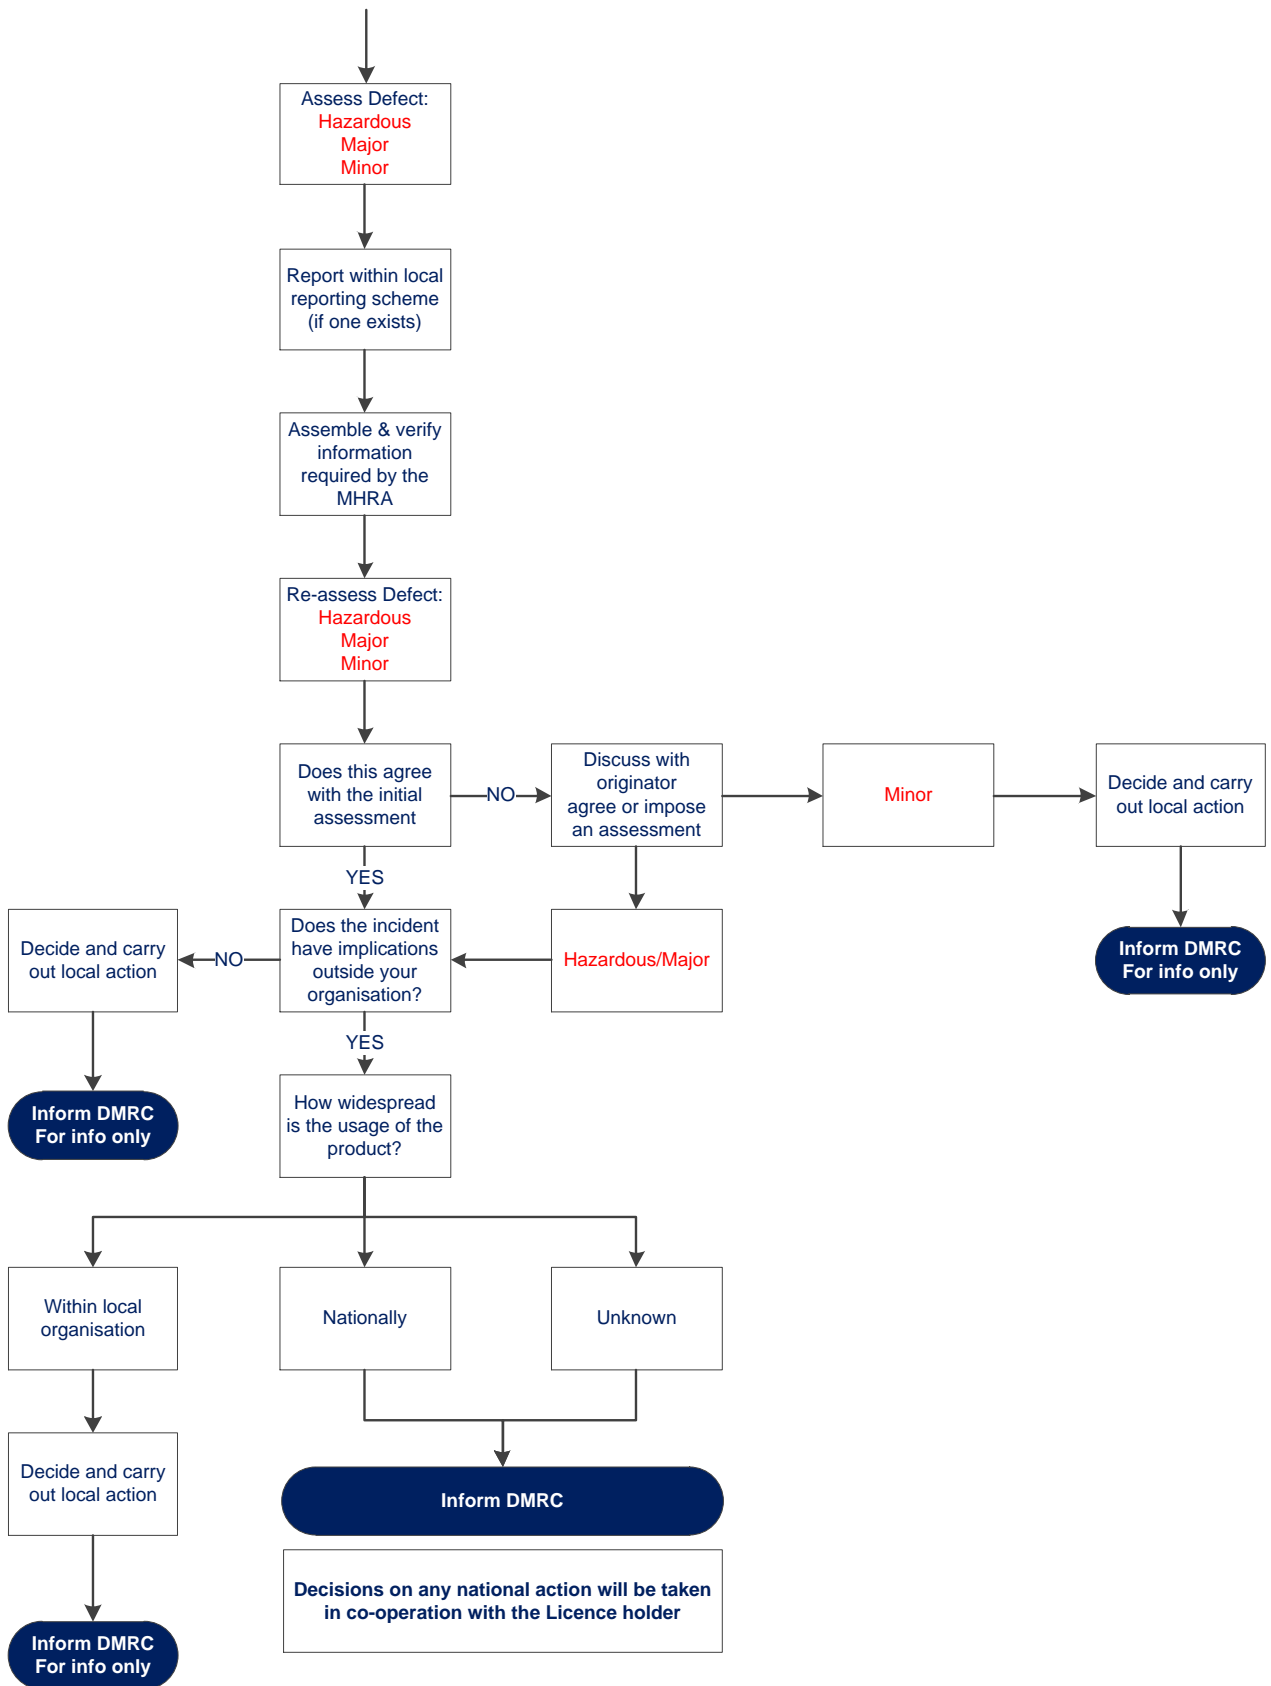 Assess Defect:
Hazardous
Major
Minor
Report within local
reporting scheme
(if one exists)
Assemble & verify
information
required by the
MHRA
Re-assess Defect:
Hazardous
Major
Minor
Does this agree
with the initial
assessment
NO
Discuss with
originator
agree or impose
an assessment
Minor
Decide and carry
out local action
YES
Inform DMRC
For info only
Decide and carry
out local action
NO
Does the incident
have implications
outside your
organisation?
Hazardous/Major
YES
Inform DMRC
For info only
How widespread
is the usage of the
product?
Within local
organisation
Nationally
Unknown
Decide and carry
out local action
Inform DMRC
Decisions on any national action will be taken
in co-operation with the Licence holder
Inform DMRC
For info only